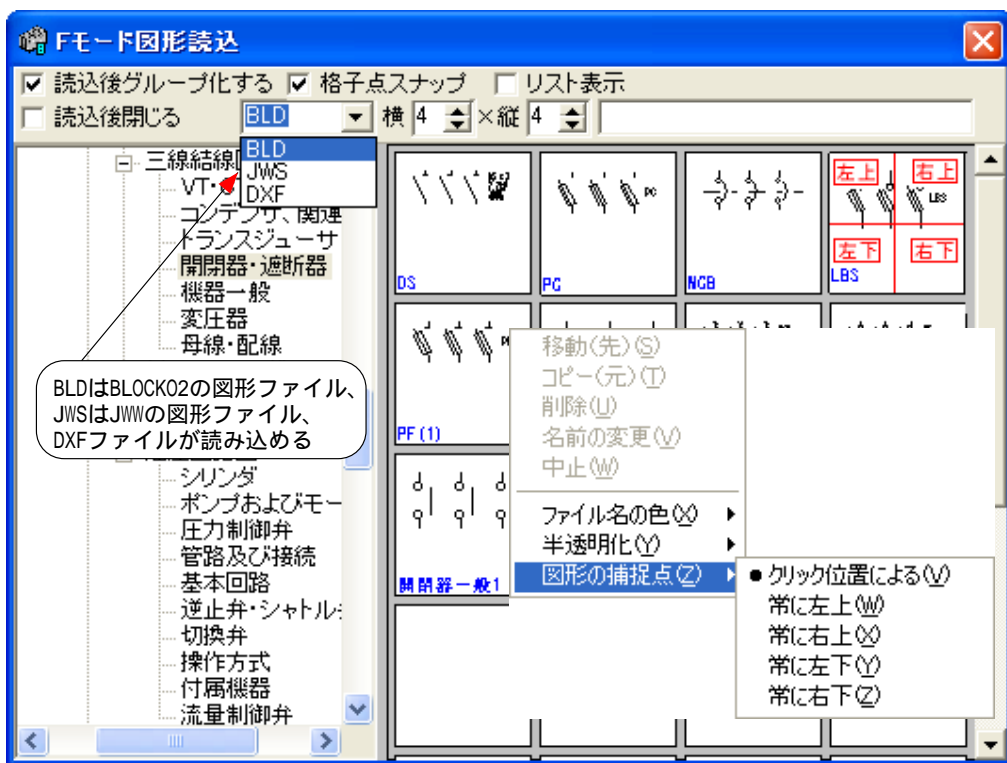 Fモード図形読込
読込後グループ化する 格子点スナップ リスト表示
読込後閉じる BLD 横 4 ×縦 4
BLD
JWS
DXF
三線結線
VT・
コンデンサ、関連
トランスジューサ
開閉器・遮断器
機器一般
変圧器
母線・配線
BLDはBLOCKO2の図形ファイル、
JWSはJWWの図形ファイル、
DXFファイルが読み込める
シリンダ
ポンプおよびモー
圧力制御弁
管路及び接続
基本回路
逆止弁・シャトル
切換弁
操作方式
付属機器
流量制御弁
DS
PC
PC
MCB
左上 右上
LBS
左下 右下
LBS
PF(1)
開閉器一般1
移動(先)(S)
コピー(元)(T)
削除(U)
名前の変更(V)
中止(W)
ファイル名の色(X)
半透明化(Y)
図形の捕捉点(Z)
クリック位置による(V)
常に左上(W)
常に右上(X)
常に左下(Y)
常に右下(Z)